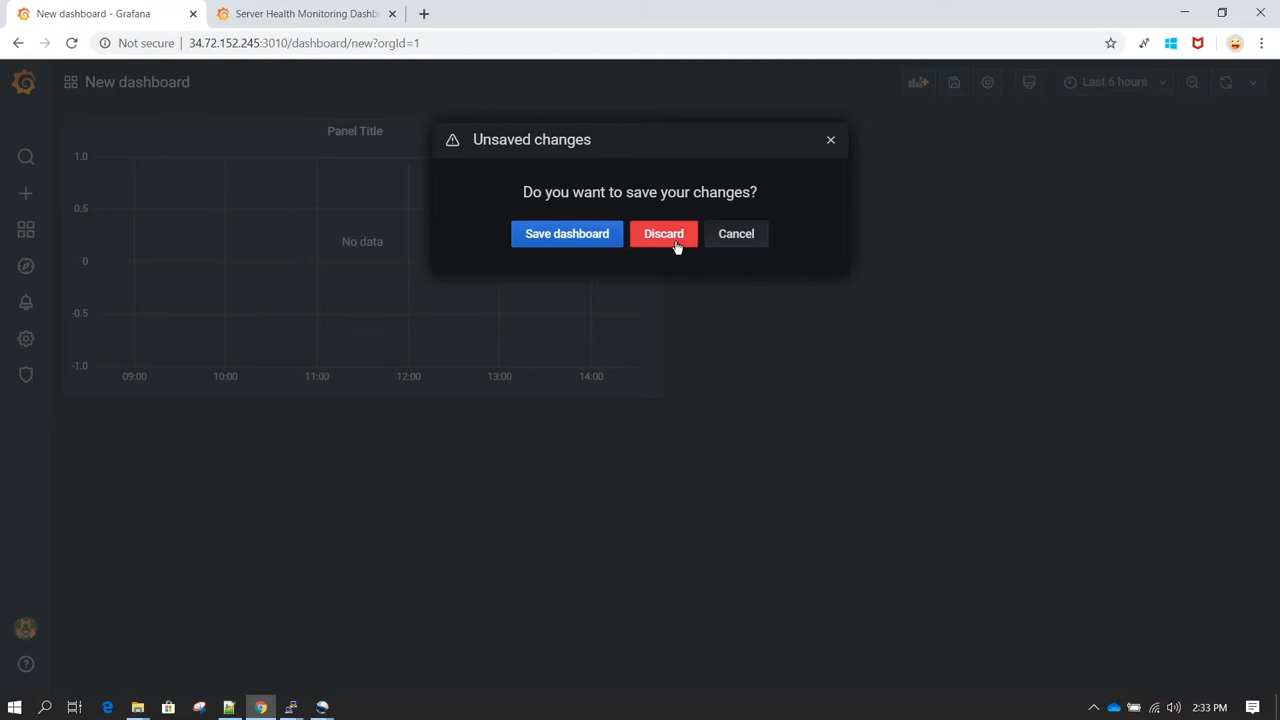 New dashboard - Grafana
Server Health Monitoring Dashb
Not secure
34.72.152.245:3010/dashboard/new?orgId=1
New dashboard
Last 6 hours
Unsaved changes
Do you want to save your changes?
Save dashboard
Discard
Cancel
Panel Title
1.0
0.5
No data
0
-0.5
-1.0
09:00
10:00
11:00
12:00
13:00
14:00
2:33 PM